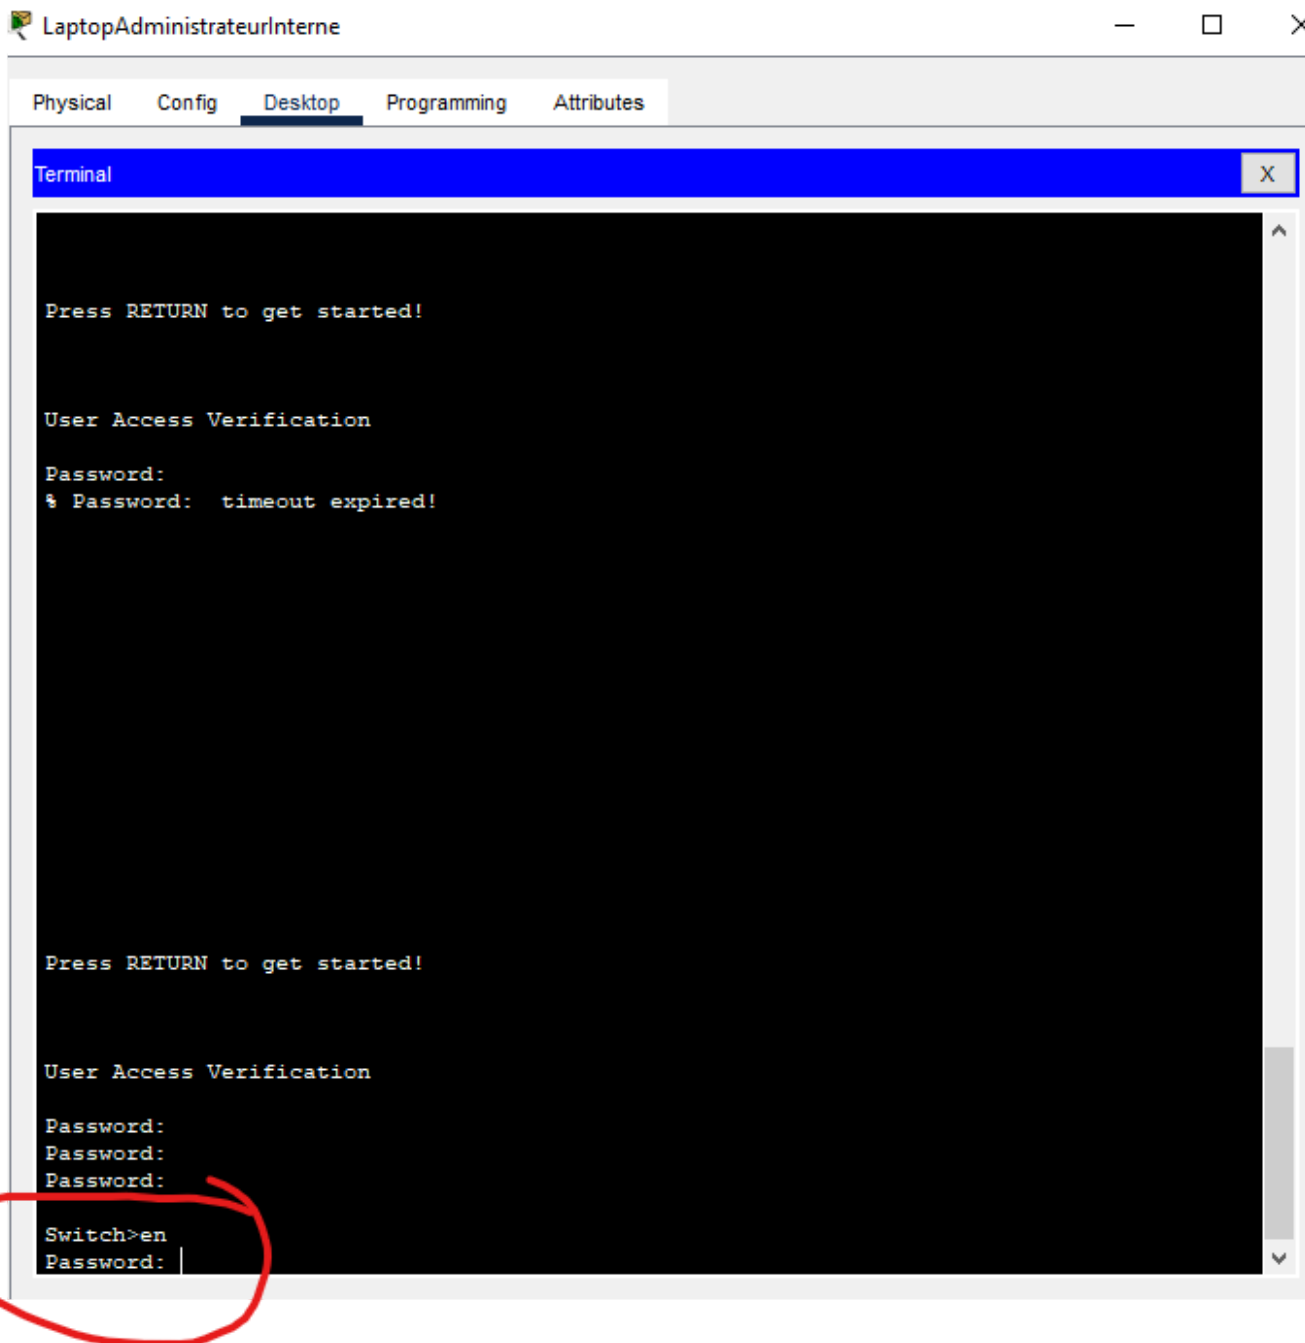 LaptopAdministrateurInterne
Physical Config Desktop Programming Attributes
Terminal X
Press RETURN to get started!
User Access Verification
Password:
% Password:  timeout expired!
Press RETURN to get started!
User Access Verification
Password:
Password:
Password:
Switch>en
Password: